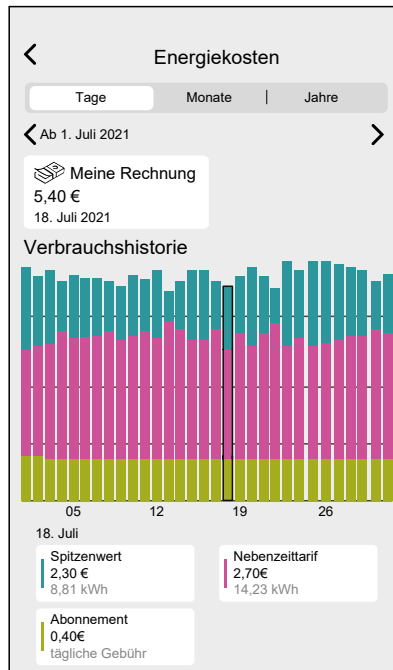 Energiekosten
Tage Monate | Jahre
Ab 1. Juli 2021
Meine Rechnung
5,40 €
18. Juli 2021
Verbrauchshistorie
05 12 19 26
18. Juli
Spitzenwert
2,30 €
8,81 kWh
Nebenzeittarif
2,70€
14,23 kWh
Abonnement
0,40€
tägliche Gebühr